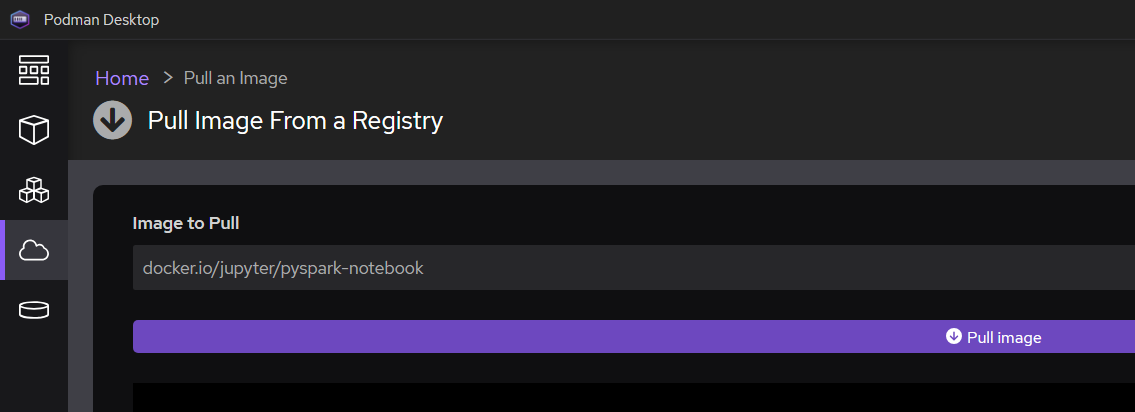 Podman Desktop
Home > Pull an Image
Pull Image From a Registry
Image to Pull
docker.io/jupyter/pyspark-notebook
Pull image